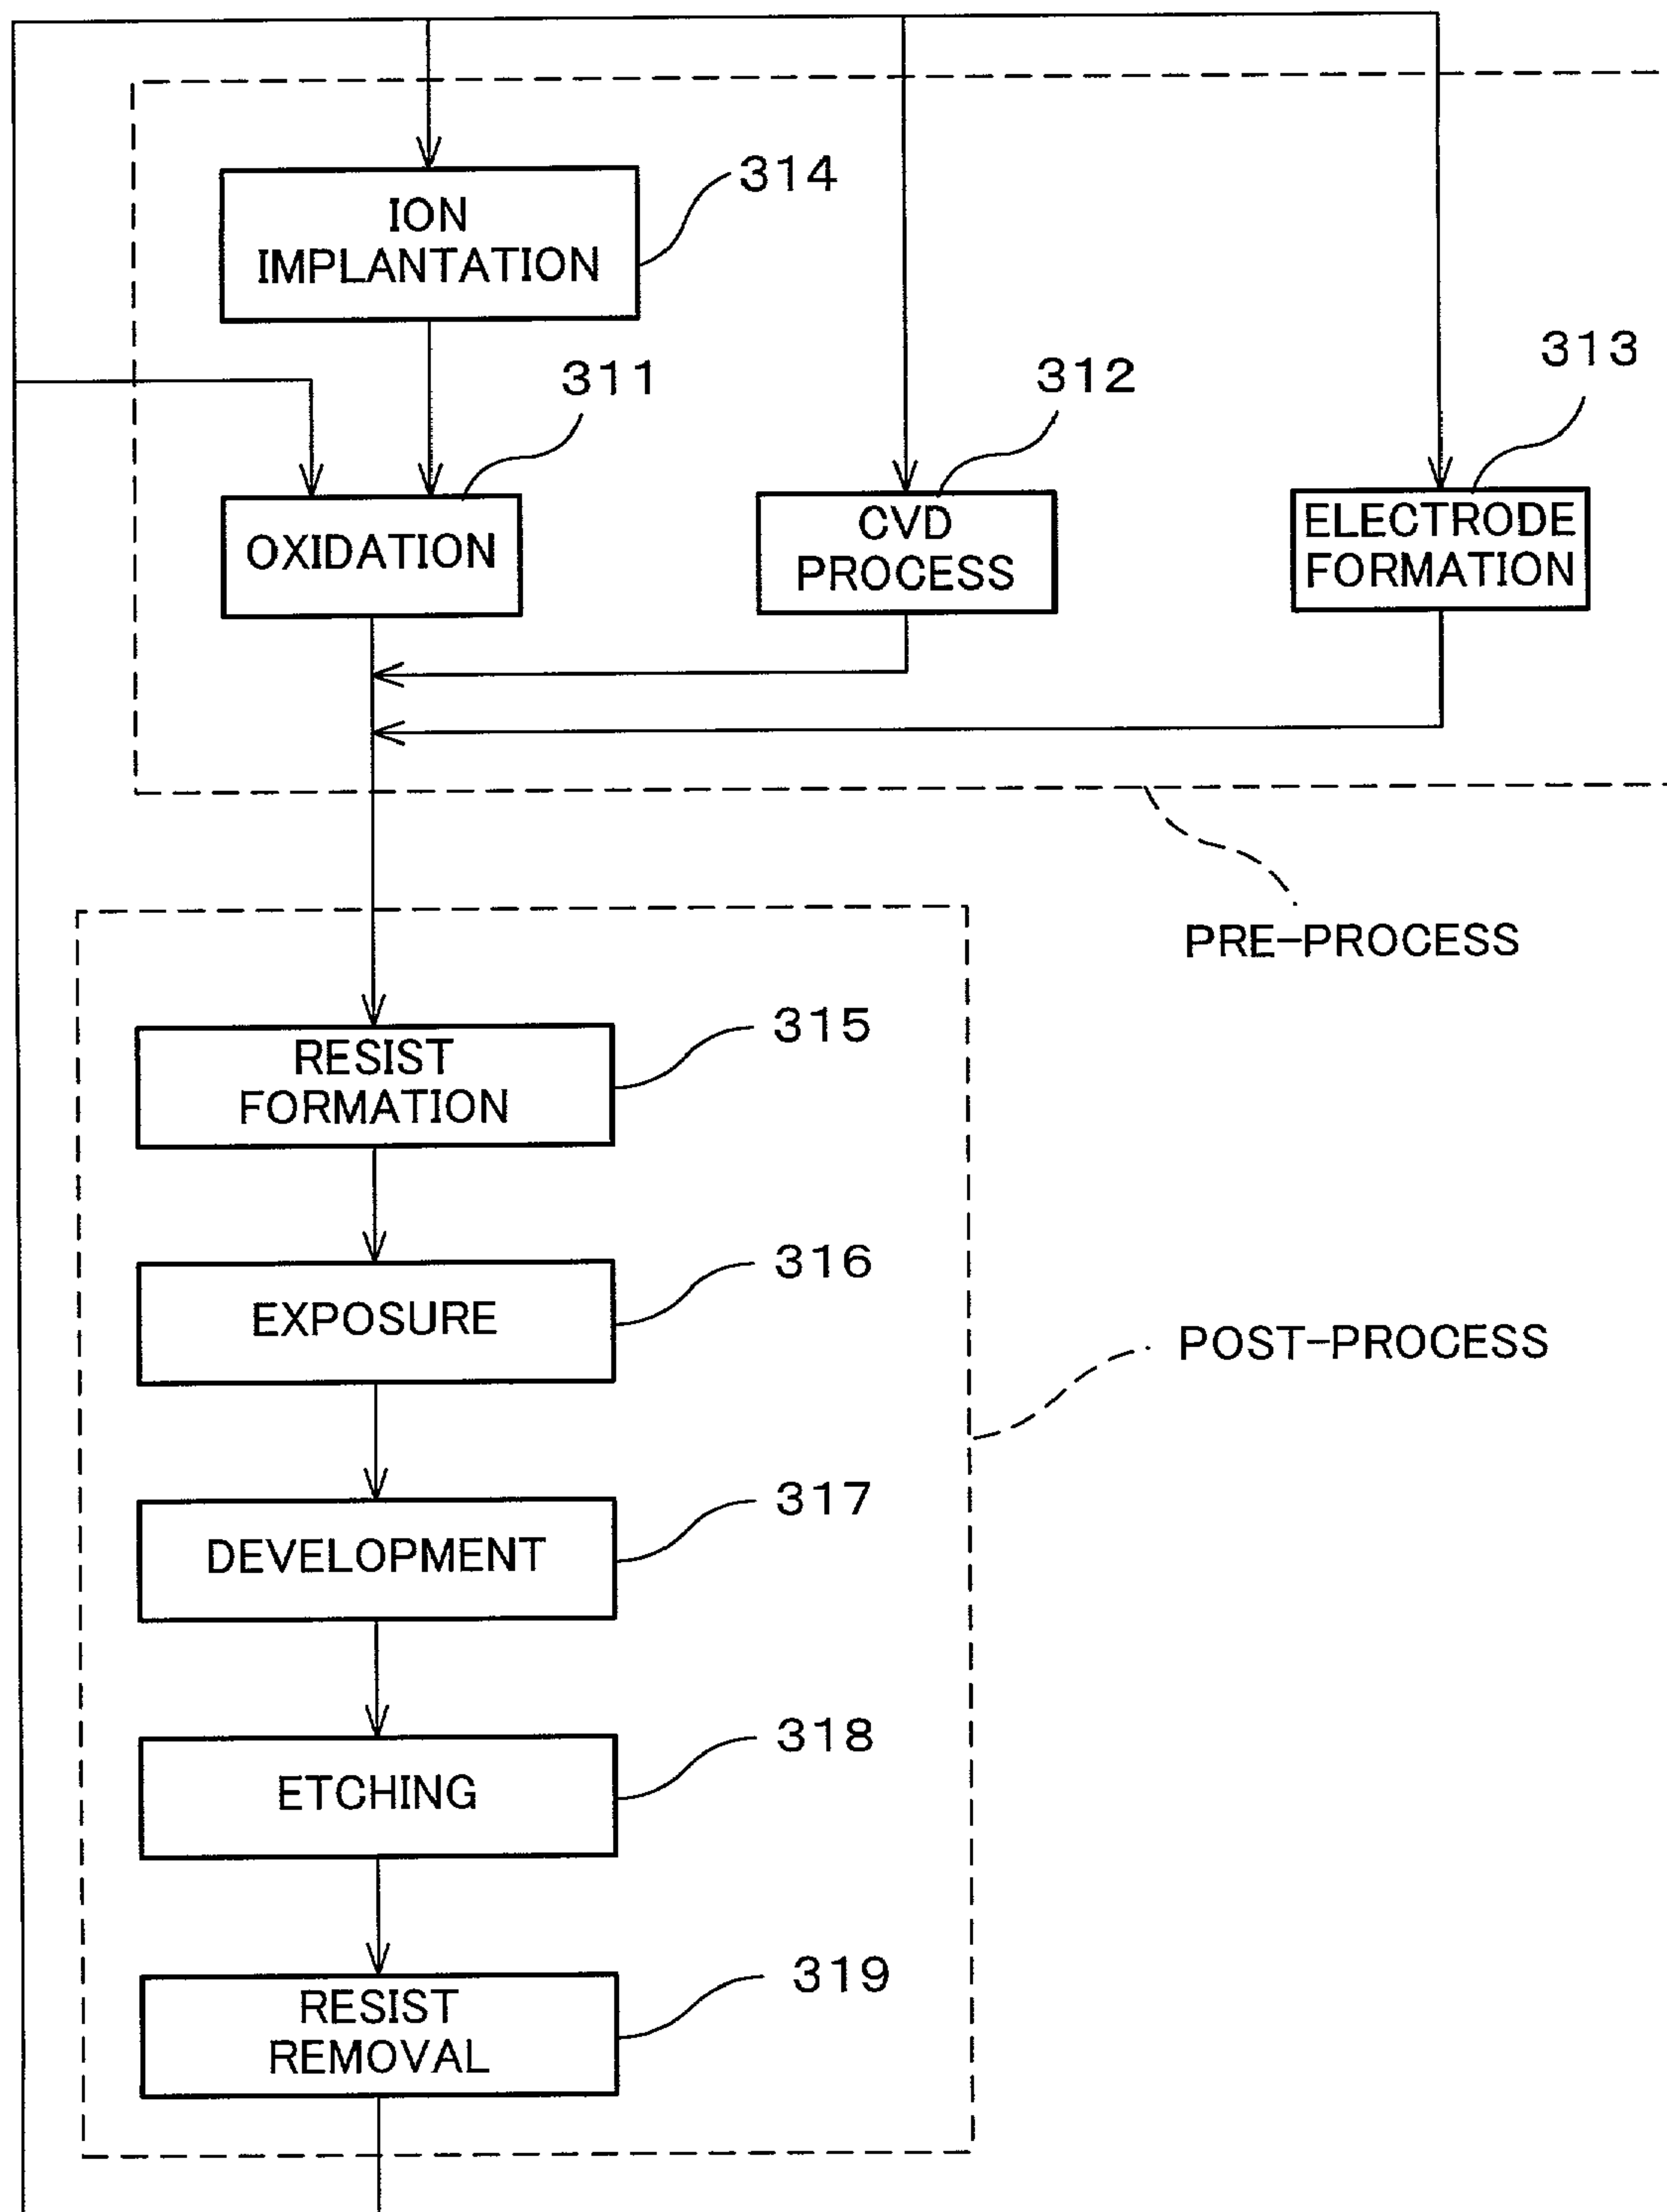 314
ION
IMPLANTATION
313
311
312
OXIDATION
CVD
PROCESS
ELECTRODE
FORMATION
PRE-PROCESS
315
RESIST
FORMATION
316
EXPOSURE
POST-PROCESS
317
DEVELOPMENT
318
ETCHING
319
RESIST
REMOVAL